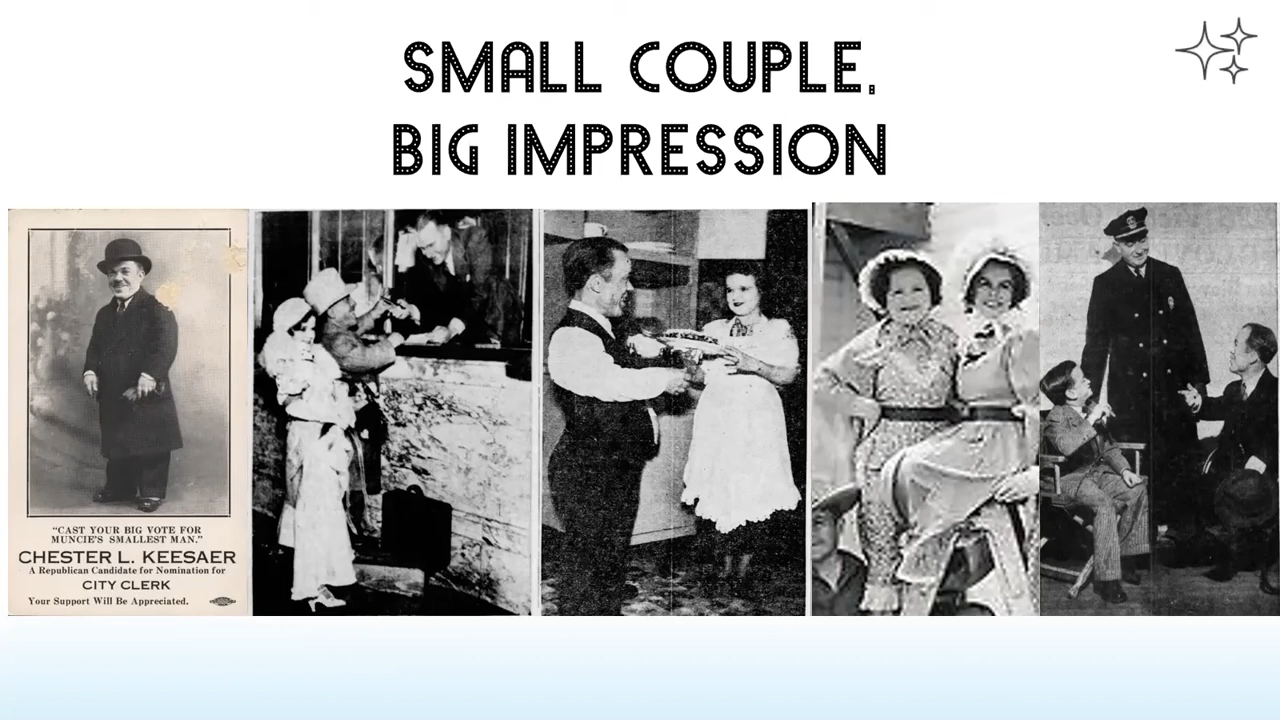 SMALL COUPLE,
BIG IMPRESSION
"CAST YOUR BIG VOTE FOR
MUNCIE'S SMALLEST MAN."
CHESTER L. KEESAER
A Republican Candidate for Nomination for
CITY CLERK
Your Support Will Be Appreciated.